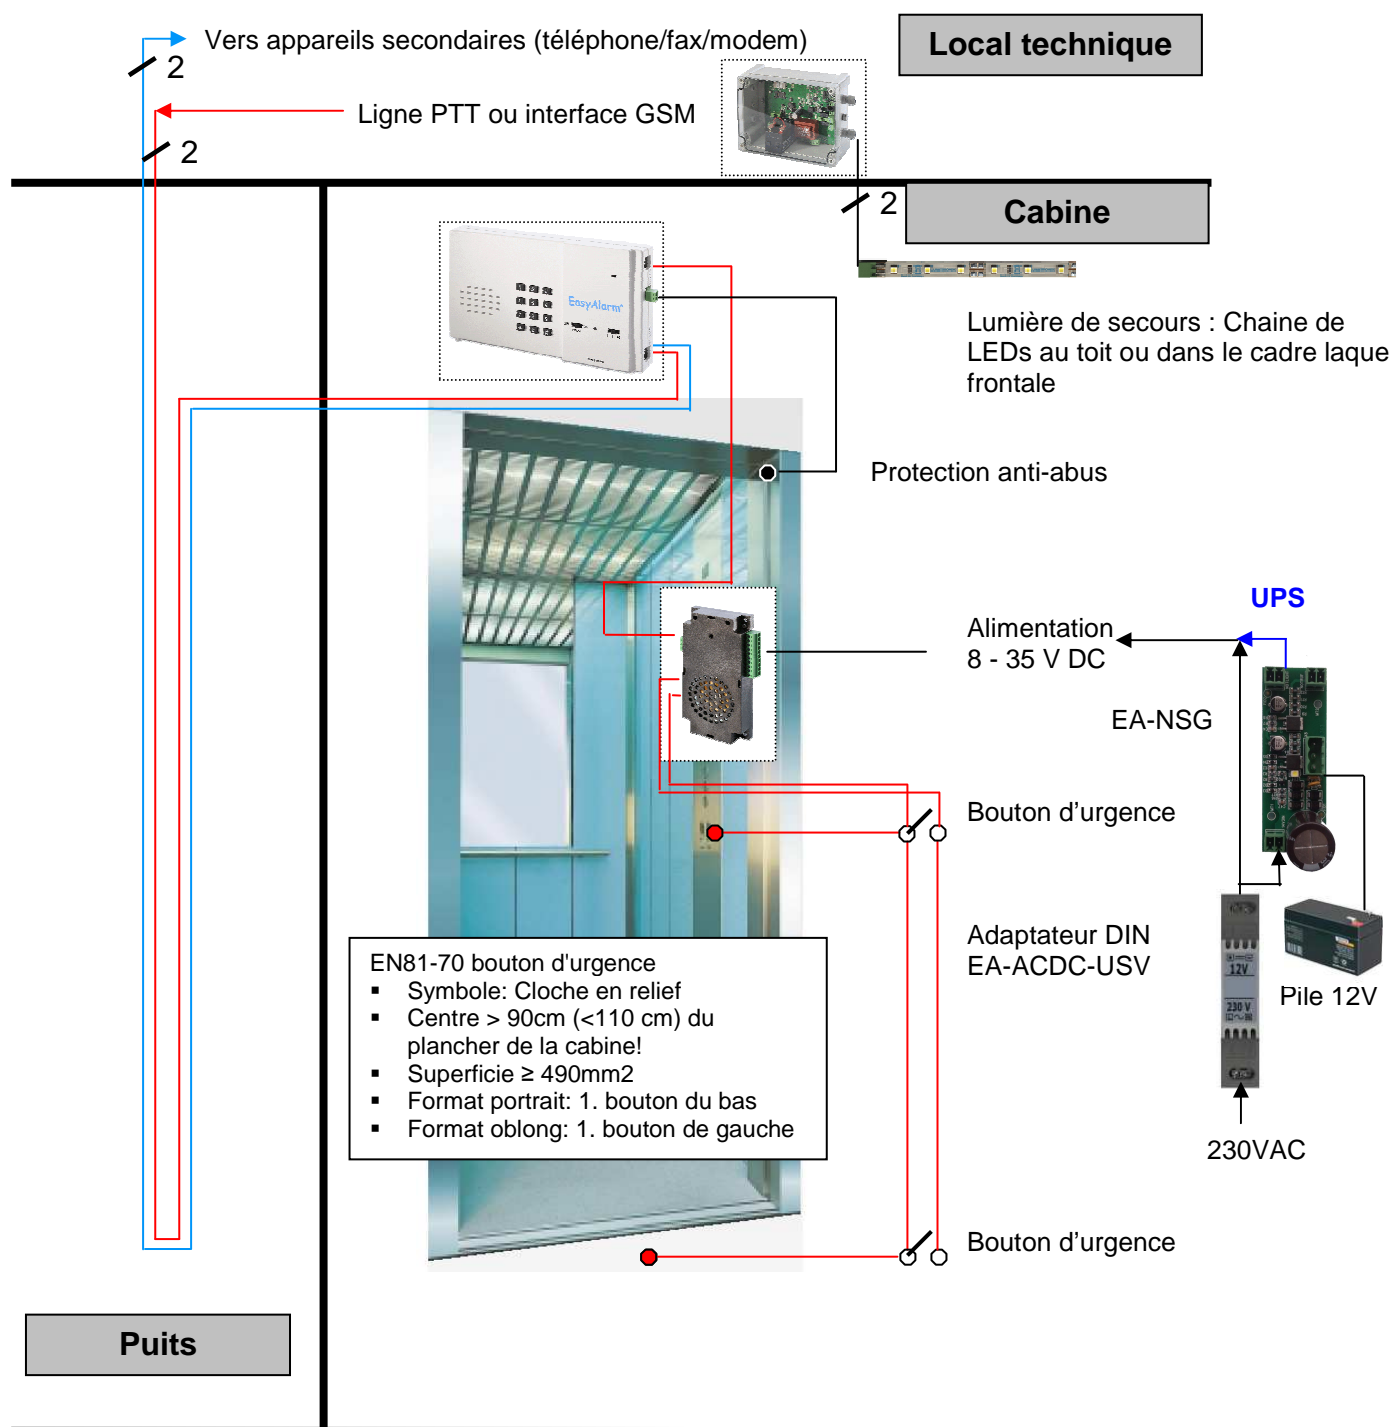 Vers appareils secondaires (téléphone/fax/modem)
Local technique
2
Ligne PTT ou interface GSM
2
2
Cabine
EasyAlarm
Lumière de secours : Chaine de
LEDs au toit ou dans le cadre laque
frontale
Protection anti-abus
UPS
Alimentation
8 - 35 V DC
EA-NSG
Bouton d'urgence
Adaptateur DIN
EA-ACDC-USV
12V
230 V
Pile 12V
230VAC
EN81-70 bouton d'urgence
▪ Symbole: Cloche en relief
▪ Centre > 90cm (<110 cm) du
plancher de la cabine!
▪ Superficie ≥ 490mm2
▪ Format portrait: 1. bouton du bas
▪ Format oblong: 1. bouton de gauche
Bouton d'urgence
Puits